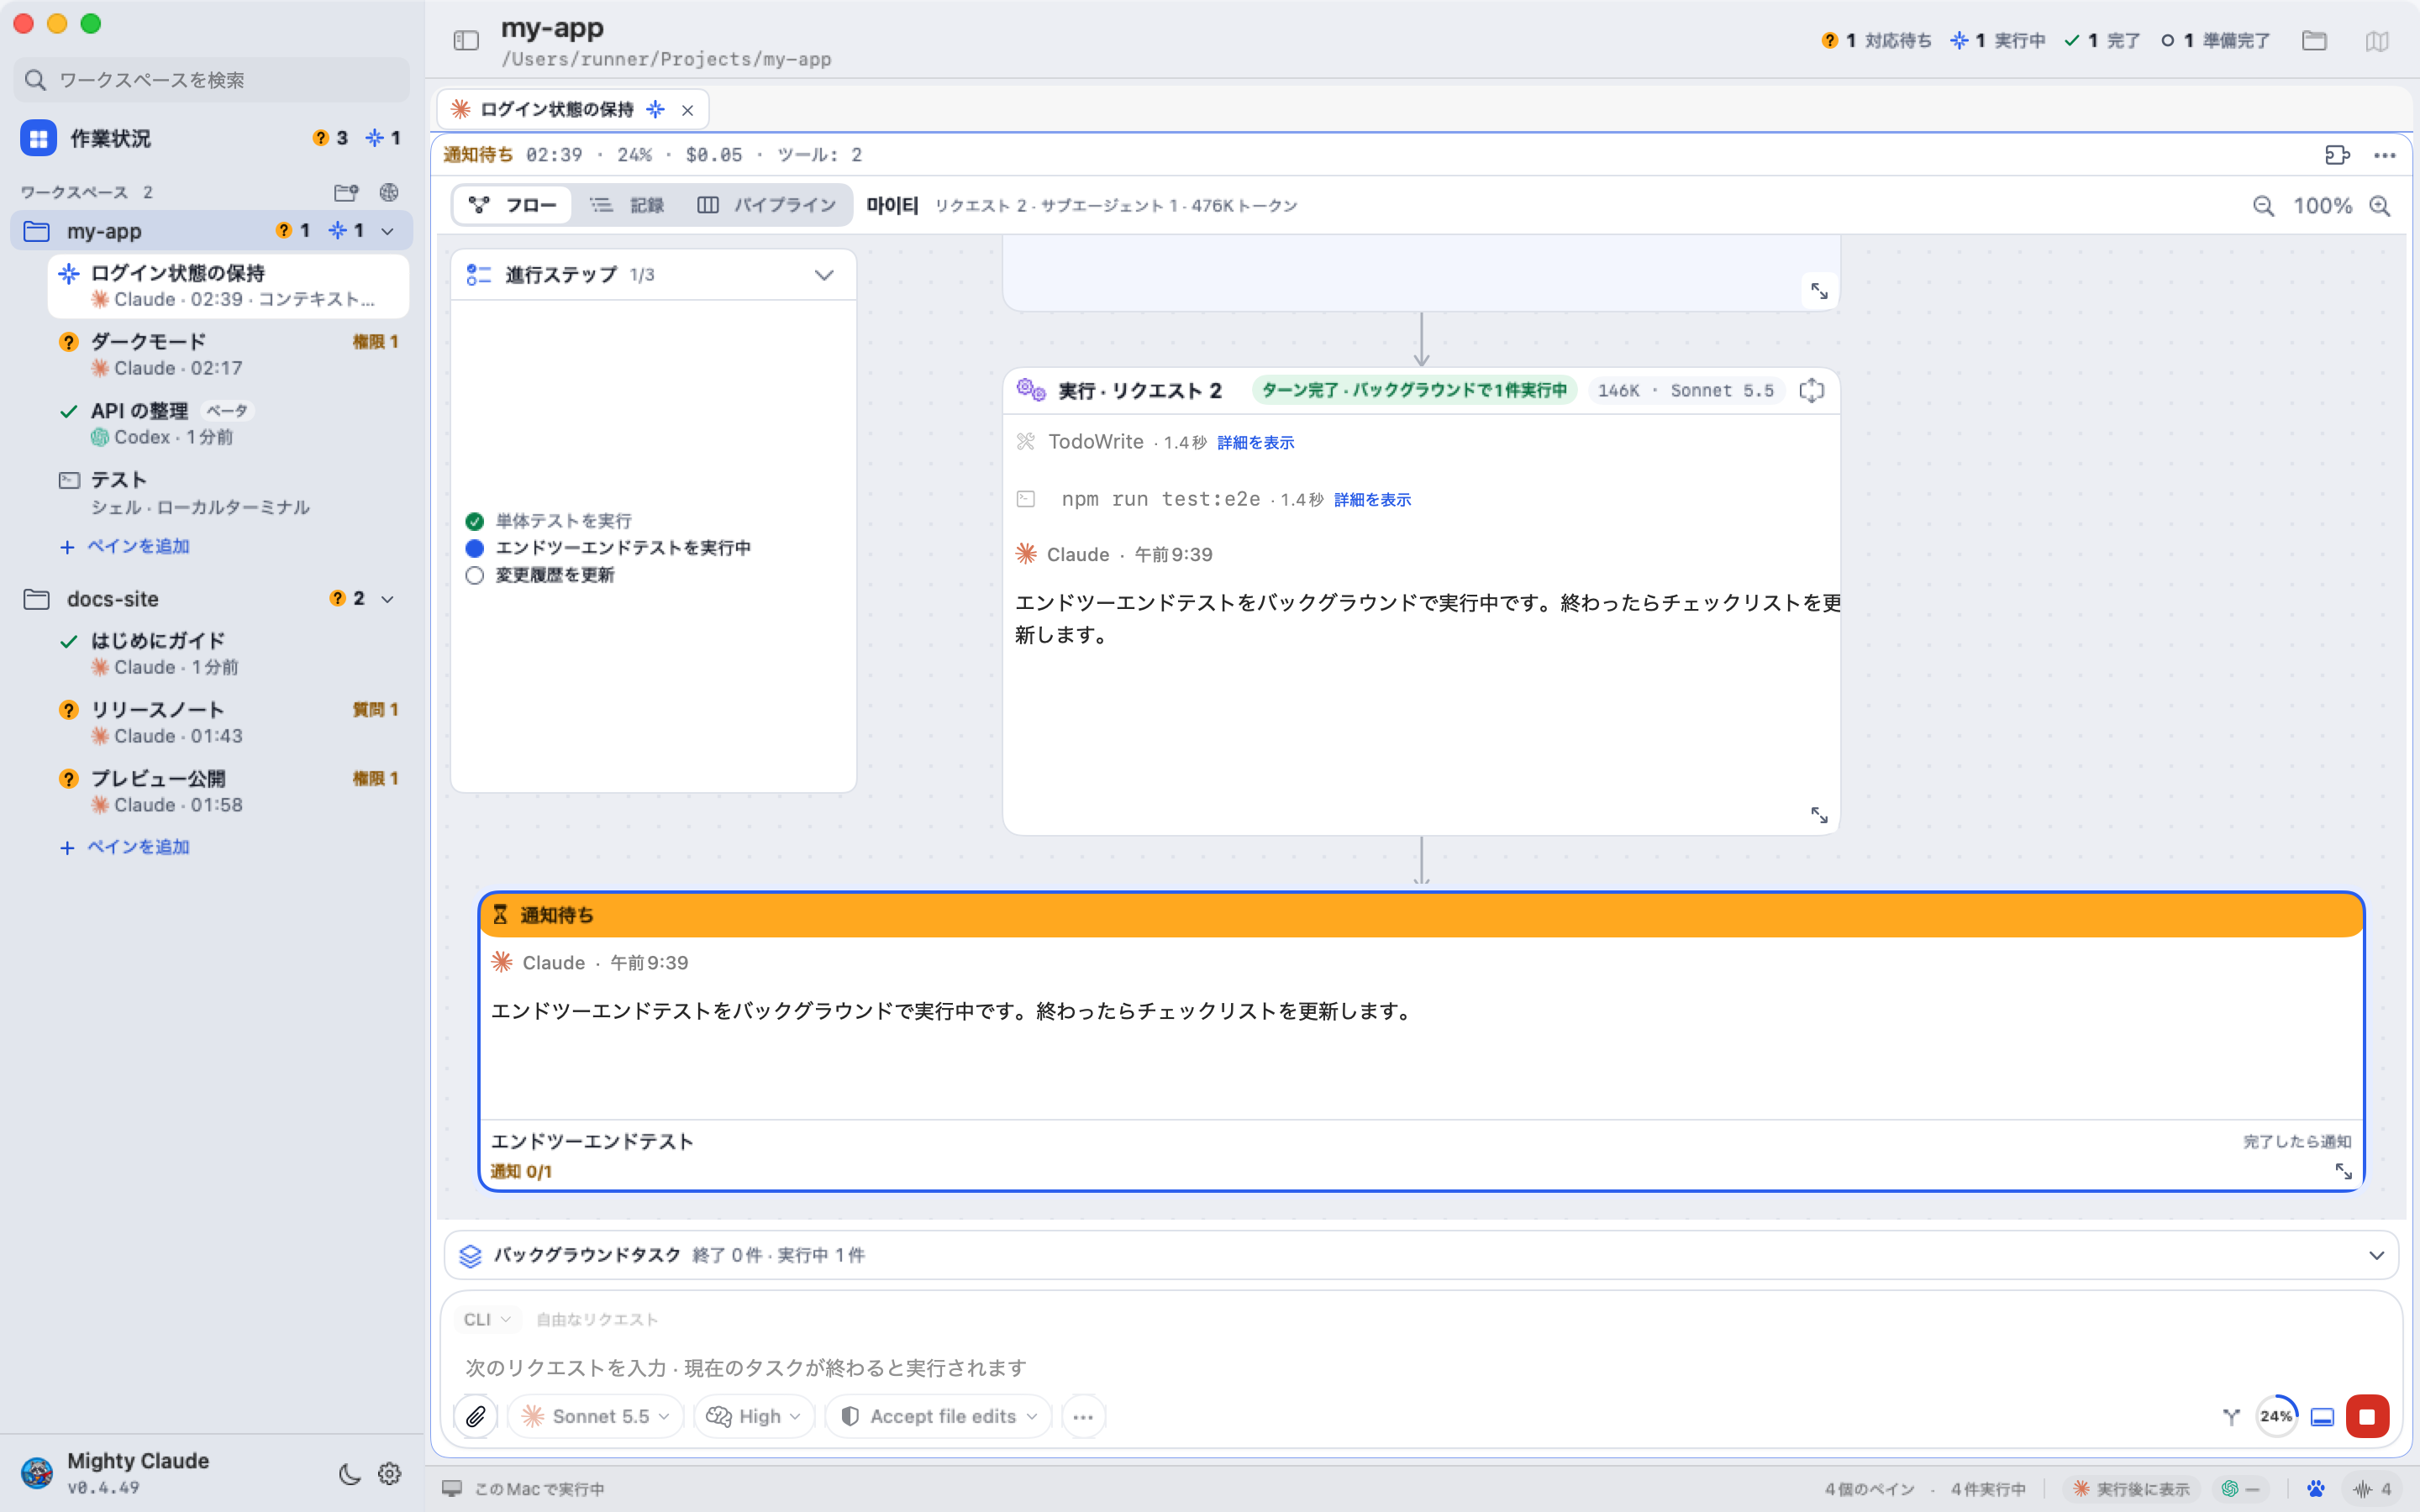 ワークスペースを検索
作業状況 3 1
ワークスペース 2
my-app 1 1
ログイン状態の保持
Claude · 02:39 · コンテキスト...
ダークモード 権限 1
Claude · 02:17
API の整理 ベータ
Codex · 1分前
テスト
シェル · ローカルターミナル
+ ペインを追加
docs-site 2
はじめにガイド
Claude · 1分前
リリースノート 質問 1
Claude · 01:43
プレビュー公開 権限 1
Claude · 01:58
+ ペインを追加
Mighty Claude
v0.4.49
my-app
/Users/runner/Projects/my-app
1 対応待ち 1 実行中 1 完了 1 準備完了
ログイン状態の保持
通知待ち 02:39 · 24% · $0.05 · ツール: 2
フロー 記録 パイプライン 마이티 リクエスト 2 · サブエージェント 1 · 476Kトークン
100%
進行ステップ 1/3
単体テストを実行
エンドツーエンドテストを実行中
変更履歴を更新
実行 · リクエスト 2 ターン完了 · バックグラウンドで1件実行中 146K · Sonnet 5.5
TodoWrite · 1.4秒 詳細を表示
npm run test:e2e · 1.4秒 詳細を表示
Claude · 午前9:39
エンドツーエンドテストをバックグラウンドで実行中です。終わったらチェックリストを更
新します。
通知待ち
Claude · 午前9:39
エンドツーエンドテストをバックグラウンドで実行中です。終わったらチェックリストを更新します。
エンドツーエンドテスト 完了したら通知
通知 0/1
バックグラウンドタスク 終了 0件 · 実行中 1件
CLI 自由なリクエスト
次のリクエストを入力 · 現在のタスクが終わると実行されます
Sonnet 5.5 High Accept file edits 24%
このMacで実行中 4個のペイン · 4件実行中 実行後に表示 — 4